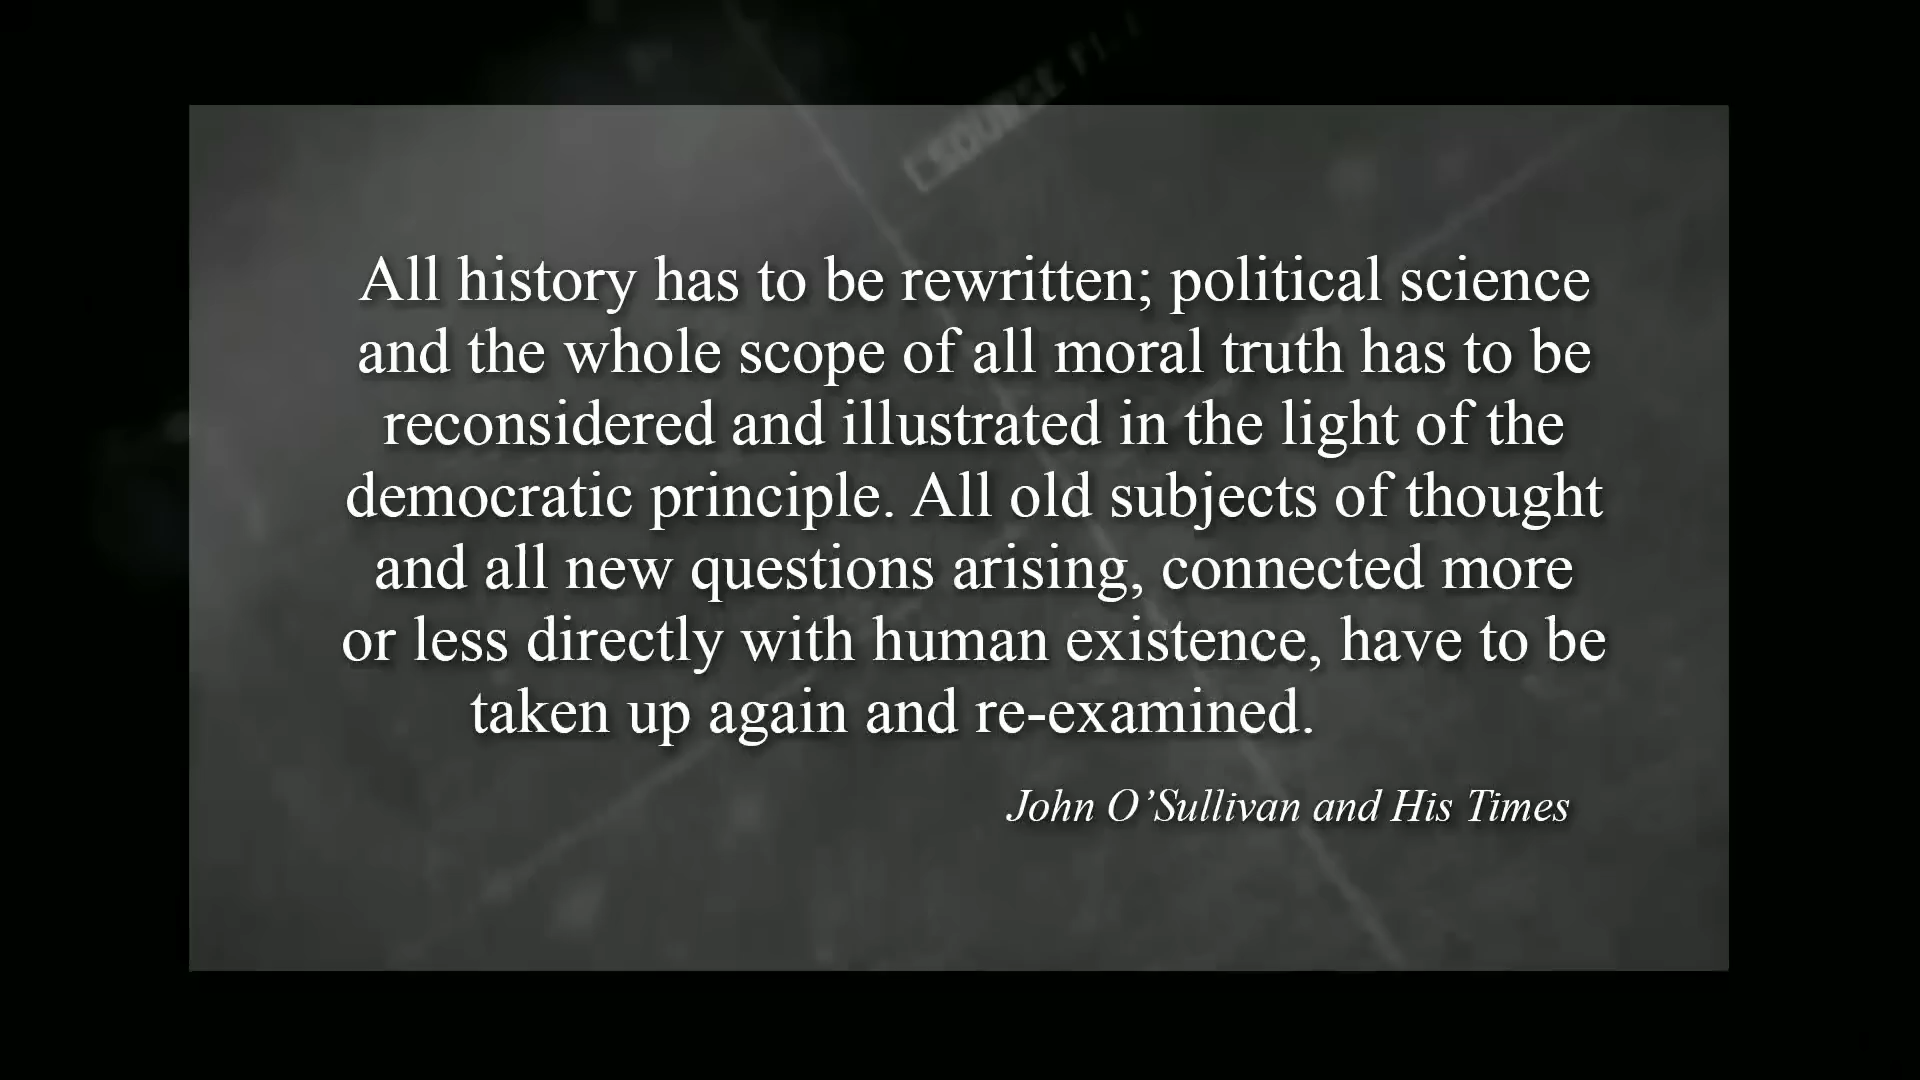 All history has to be rewritten; political science
and the whole scope of all moral truth has to be
reconsidered and illustrated in the light of the
democratic principle. All old subjects of thought
and all new questions arising, connected more
or less directly with human existence, have to be
taken up again and re-examined.
John O’Sullivan and His Times